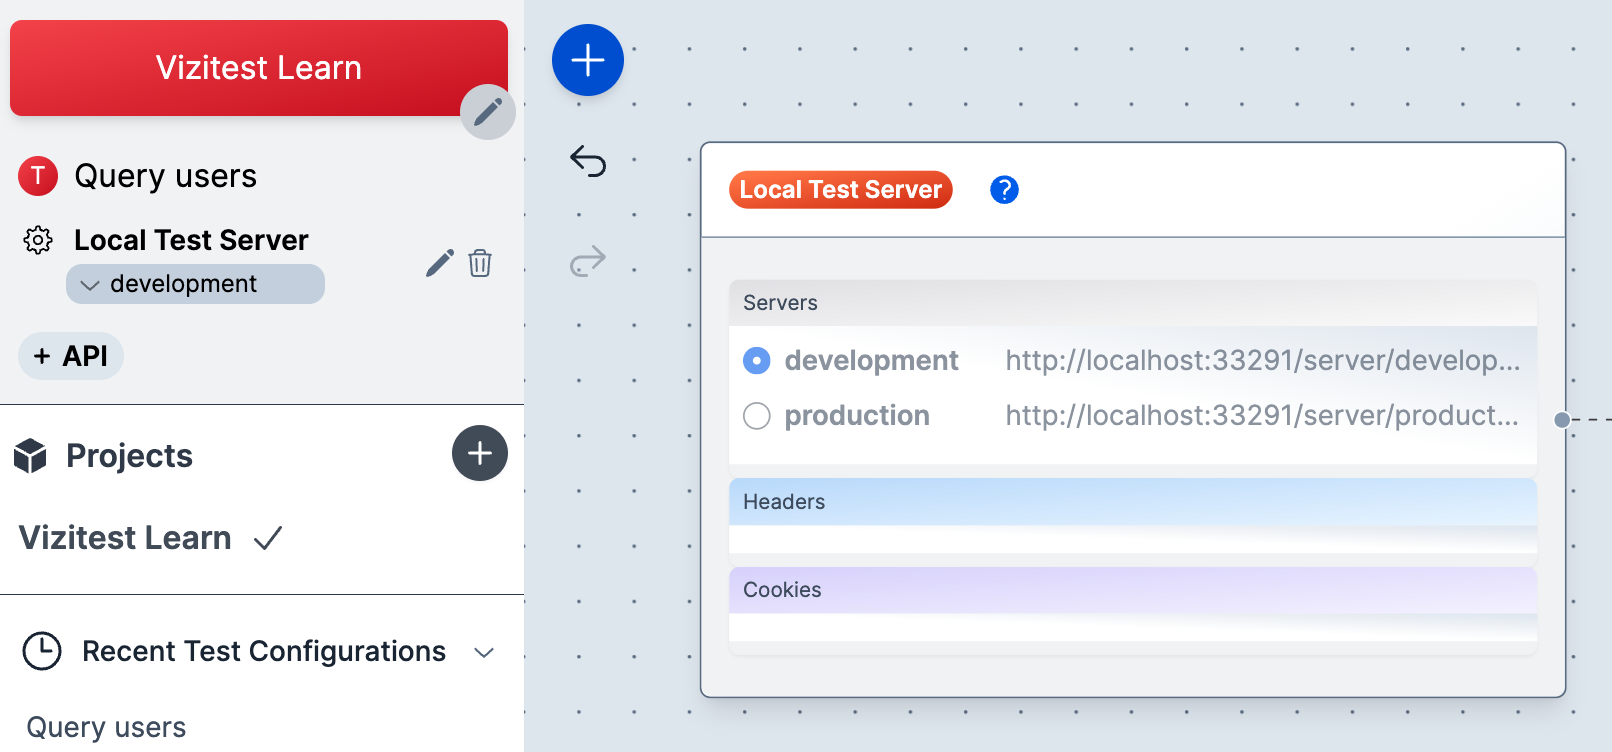 Vizitest Learn
T Query users
Local Test Server
development
+ API
Projects
Vizitest Learn
Recent Test Configurations
Query users
Local Test Server ?
Servers
development http://localhost:33291/server/develop...
production http://localhost:33291/server/product...
Headers
Cookies